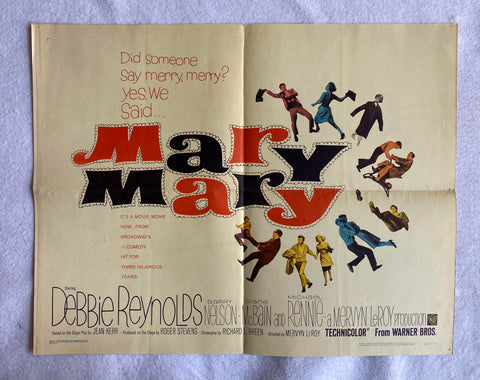 Did Someone
say merry, merry?
yes, we
said...
Mary
Mary
IT'S A MOVIE, MOVIE
NOW...FROM
BROADWAY'S
#1 COMEDY
HIT FOR
THREE HILARIOUS
YEARS!
Starring
Debbie Reynolds BARRY NELSON · DIANE McBAIN and MICHAEL RENNIE · a MERVYN LeROY production
Based on the Stage Play by JEAN KERR · Produced on the Stage by ROGER STEVENS · Screenplay by RICHARD L. BREEN · Directed by MERVYN LeROY TECHNICOLOR® From WARNER BROS.